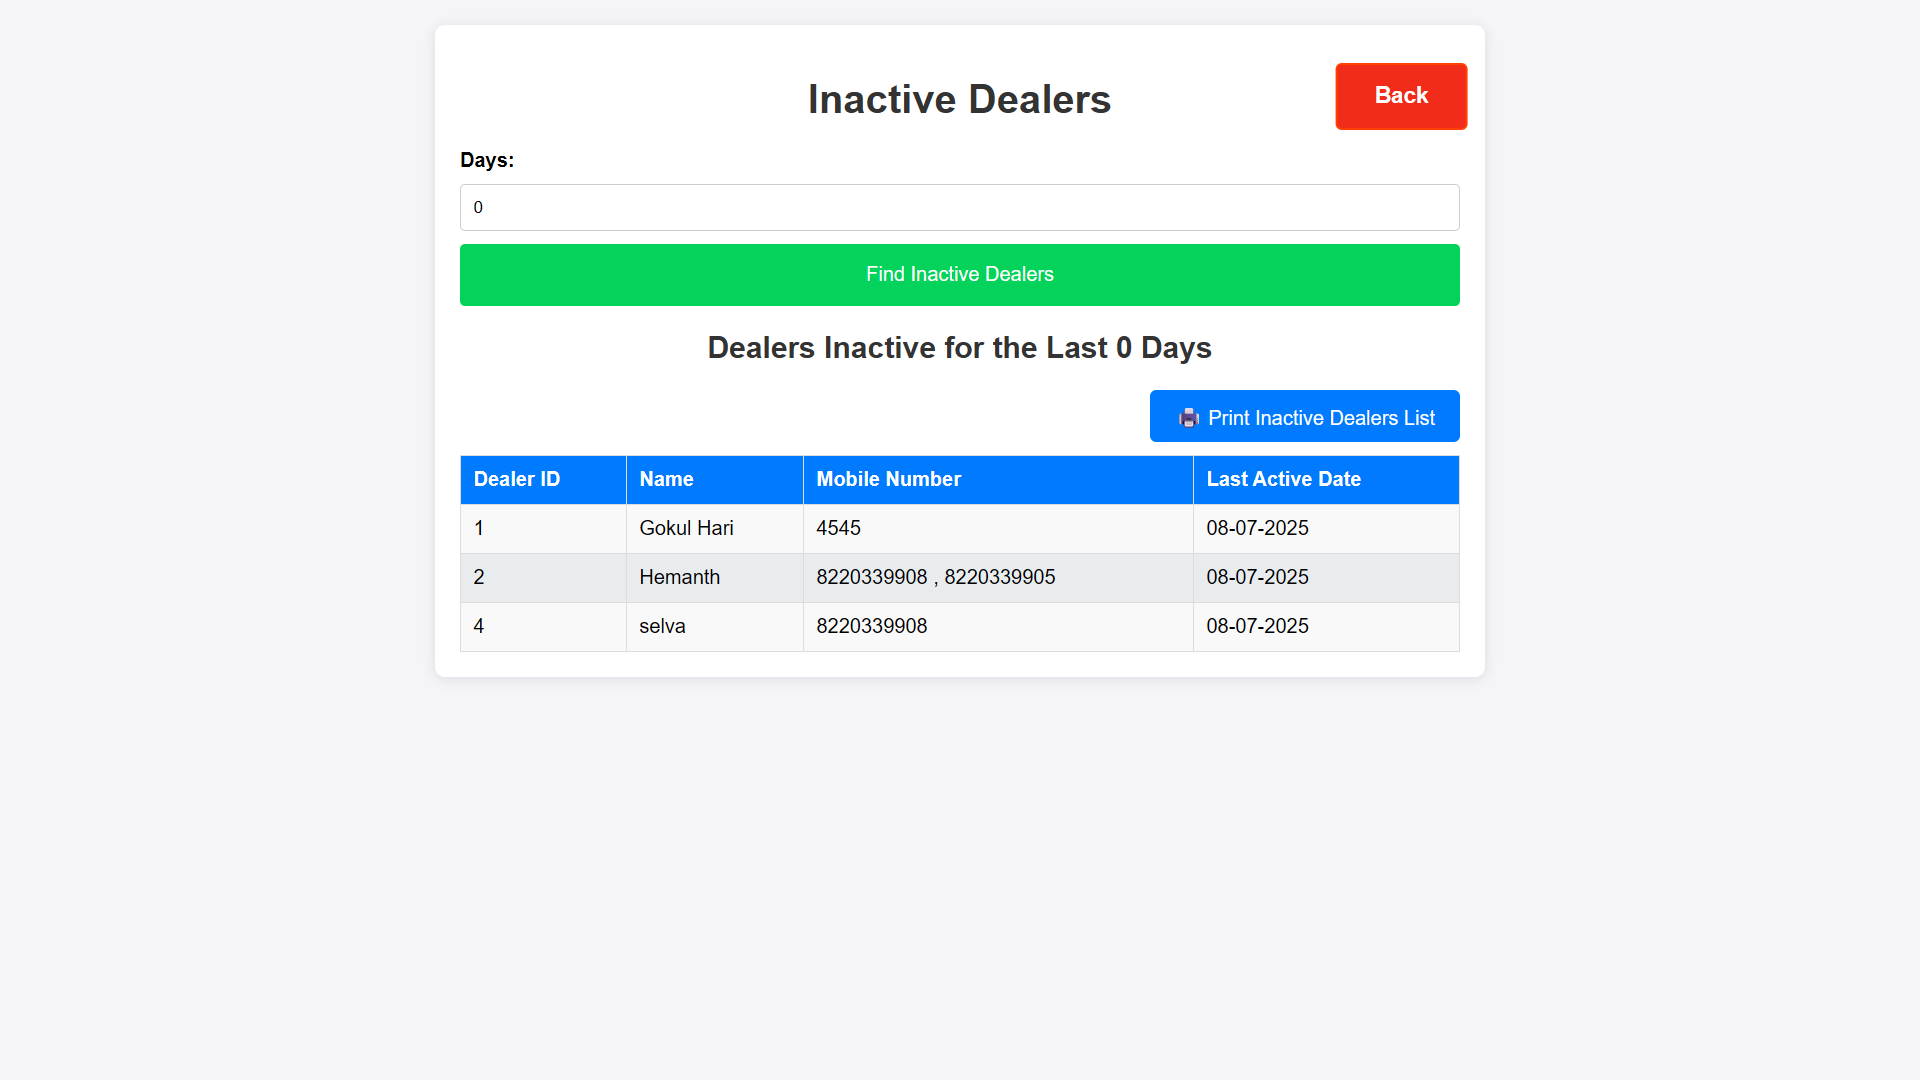 Inactive Dealers
Back
Days:
0
Find Inactive Dealers
Dealers Inactive for the Last 0 Days
Print Inactive Dealers List
Dealer ID Name Mobile Number Last Active Date
1 Gokul Hari 4545 08-07-2025
2 Hemanth 8220339908 , 8220339905 08-07-2025
4 selva 8220339908 08-07-2025